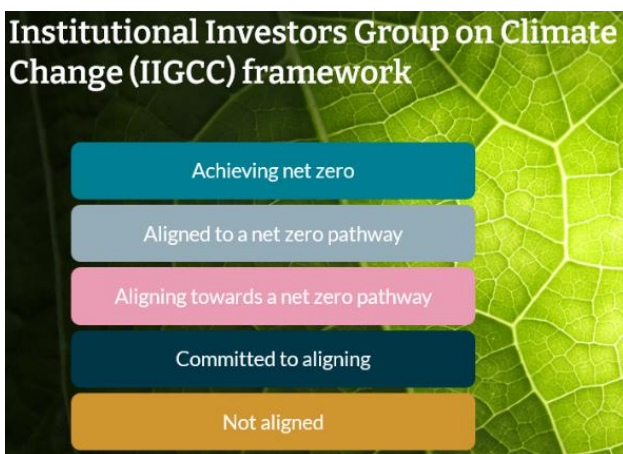 Institutional Investors Group on Climate
Change (IIGCC) framework
Achieving net zero
Aligned to a net zero pathway
Aligning towards a net zero pathway
Committed to aligning
Not aligned